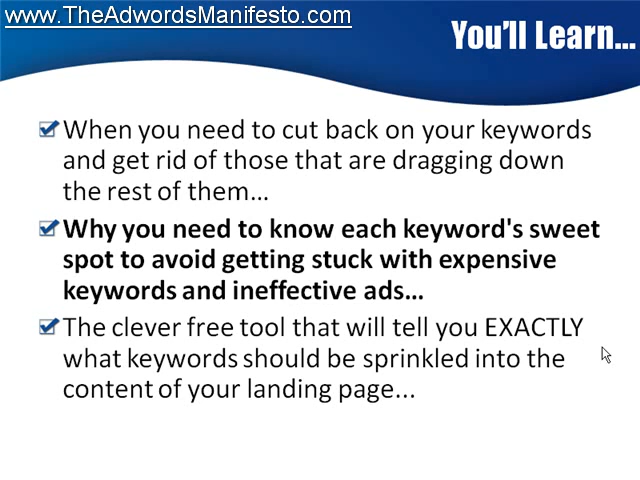 www.TheAdwordsManifesto.com
You'll Learn...
When you need to cut back on your keywords
and get rid of those that are dragging down
the rest of them...
Why you need to know each keyword's sweet
spot to avoid getting stuck with expensive
keywords and ineffective ads...
The clever free tool that will tell you EXACTLY
what keywords should be sprinkled into the
content of your landing page...